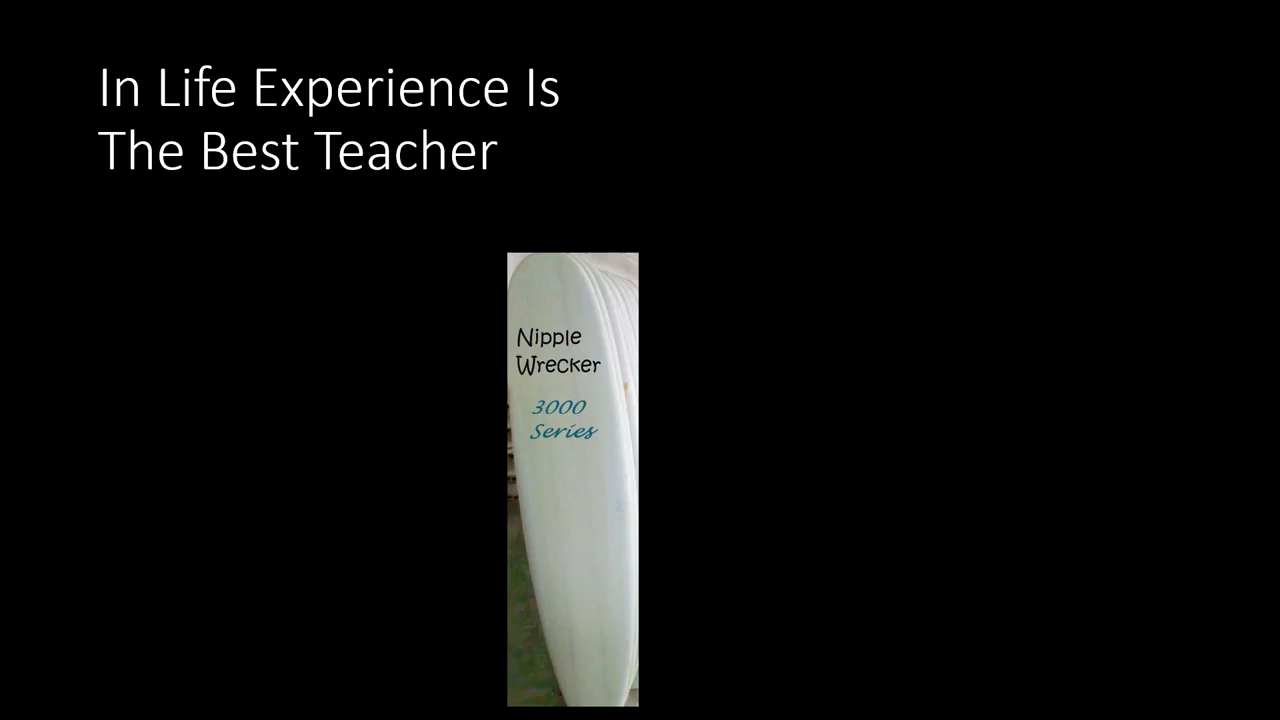 In Life Experience Is
The Best Teacher
Nipple
Wrecker
3000
Series